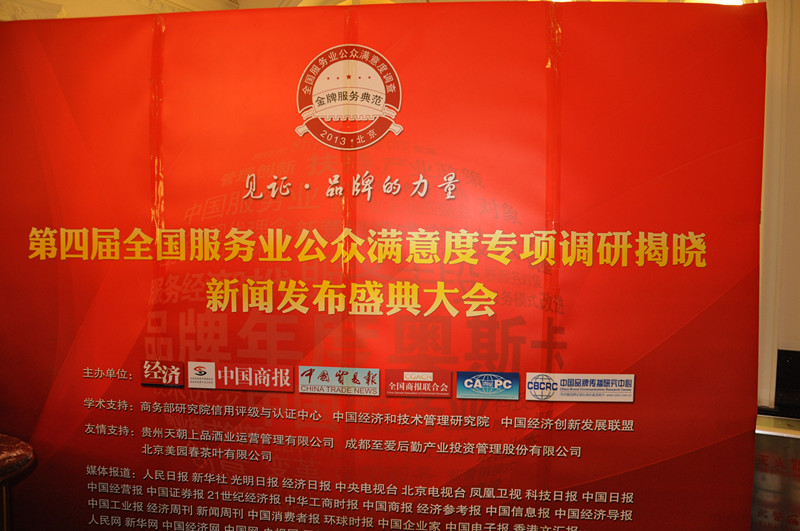 全国服务业公众满意度调查
金牌服务典范
2013·北京
见证·品牌的力量
第四届全国服务业公众满意度专项调研揭晓
新闻发布盛典大会
主办单位： 经济 中国商报 中国贸易报 CHINA TRADE NEWS 全国商报联合会 CAPC CBCRC 中国品牌传播研究中心
学术支持： 商务部研究院信用评级与认证中心 中国经济和技术管理研究院 中国经济创新发展联盟
友情支持： 贵州天朝上品酒业运营管理有限公司 成都至爱后勤产业投资管理股份有限公司
北京美园春茶叶有限公司
媒体报道： 人民日报 新华社 光明日报 经济日报 中央电视台 北京电视台 凤凰卫视 科技日报 中国日报
中国经营报 中国证券报 21世纪经济报 中华工商时报 中国商报 经济参考报 中国信息报 中国经济导报
中国工业报 经济周刊 新闻周刊 中国消费者报 环球时报 中国企业家 中国电子报 香港文汇报
人民网 新华网 中国经济网 中国网